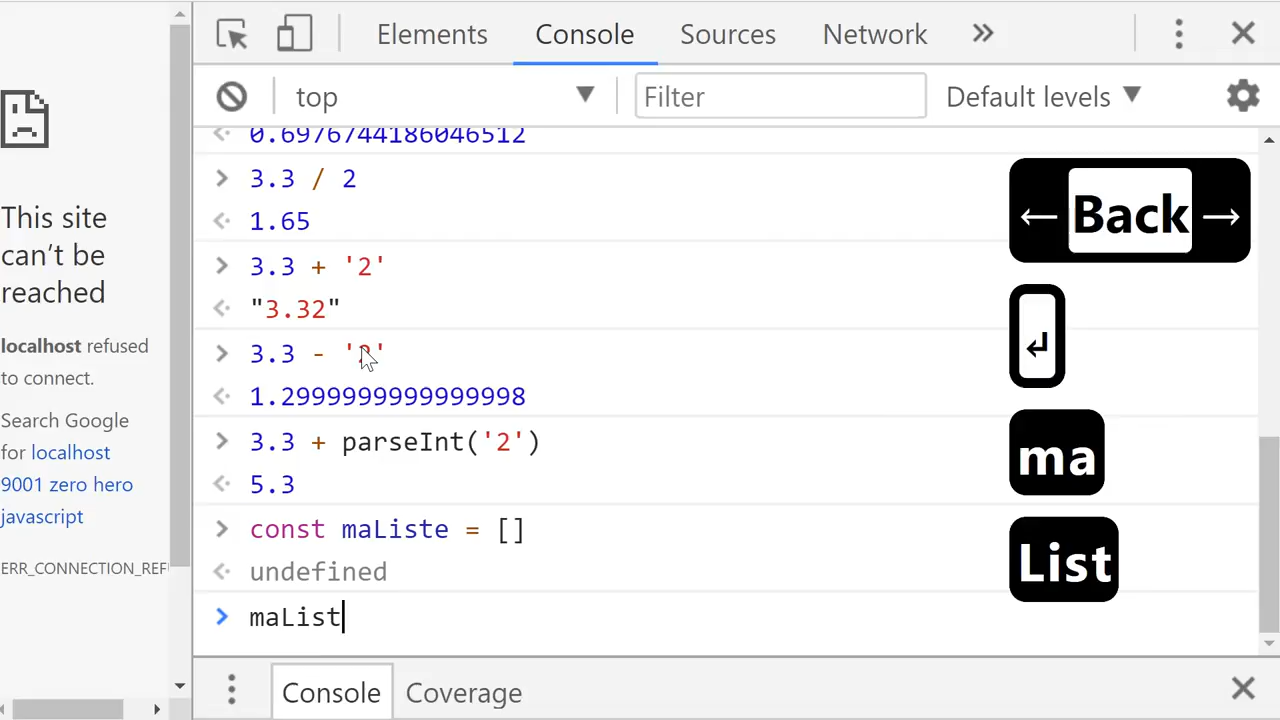 Elements
Console
Sources
Network
top
Filter
Default levels
This site
can't be
reached
localhost refused
to connect.
Search Google
for localhost
9001 zero hero
javascript
ERR_CONNECTION_REF
0.6976744186046512
3.3 / 2
1.65
3.3 + '2'
"3.32"
3.3 - '2'
1.2999999999999998
3.3 + parseInt('2')
5.3
const maListe = []
undefined
maList
← Back →
↵
ma
List
Console
Coverage